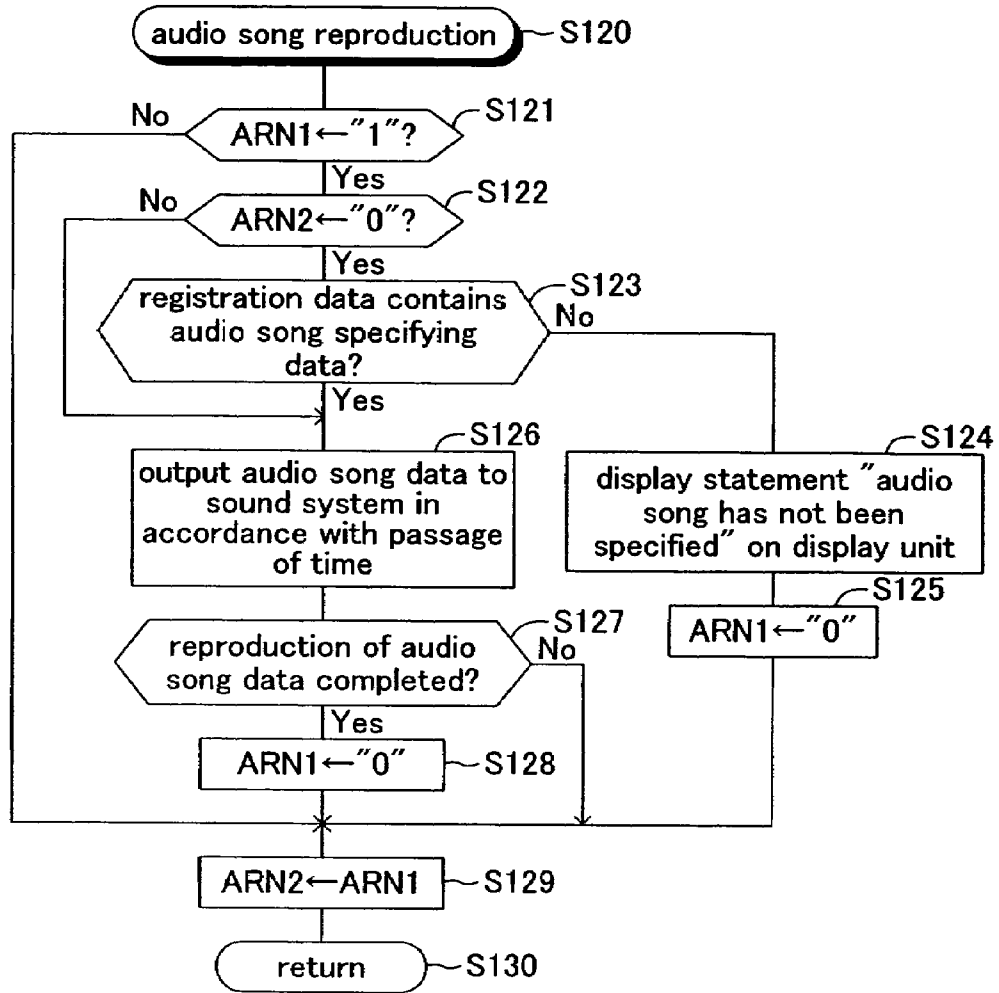 audio song reproduction
S120
No
ARN1←"1"?
S121
Yes
No
ARN2←"0"?
S122
Yes
registration data contains
audio song specifying
data?
S123
No
Yes
S126
output audio song data to
sound system in
accordance with passage
of time
S124
display statement "audio
song has not been
specified" on display unit
S125
ARN1←"0"
reproduction of audio
song data completed?
S127
No
Yes
ARN1←"0"
S128
ARN2←ARN1
S129
return
S130